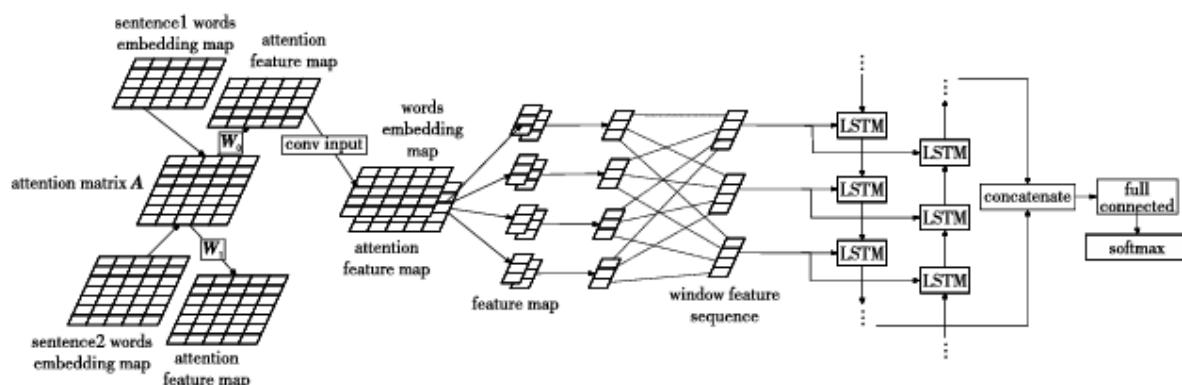 sentence1 words
embedding map
attention
feature map
W0
conv input
attention matrix A
W1
sentence2 words
embedding map
attention
feature map
words
embedding
map
attention
feature map
feature map
window feature
sequence
LSTM
LSTM
LSTM
LSTM
LSTM
LSTM
concatenate
full
connected
softmax